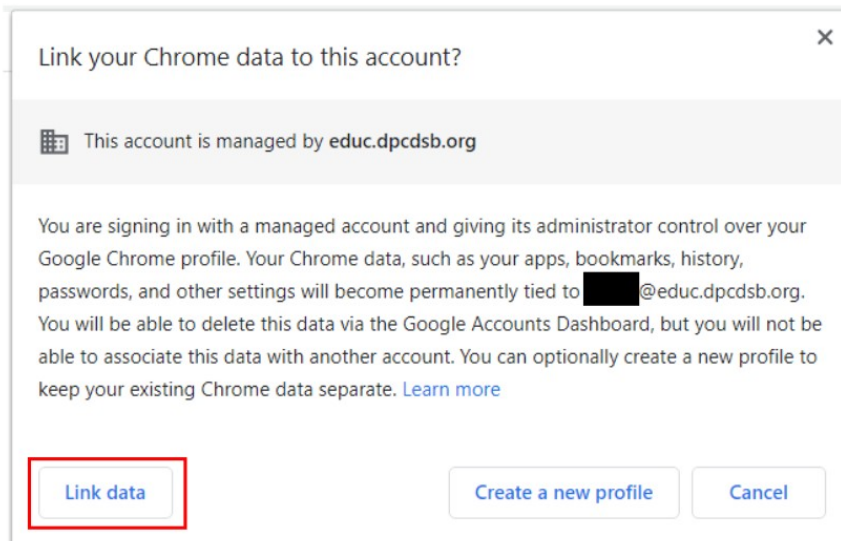 Link your Chrome data to this account?
This account is managed by educ.dpcdsb.org
You are signing in with a managed account and giving its administrator control over your
Google Chrome profile. Your Chrome data, such as your apps, bookmarks, history,
passwords, and other settings will become permanently tied to @educ.dpcdsb.org.
You will be able to delete this data via the Google Accounts Dashboard, but you will not be
able to associate this data with another account. You can optionally create a new profile to
keep your existing Chrome data separate. Learn more
Link data Create a new profile Cancel